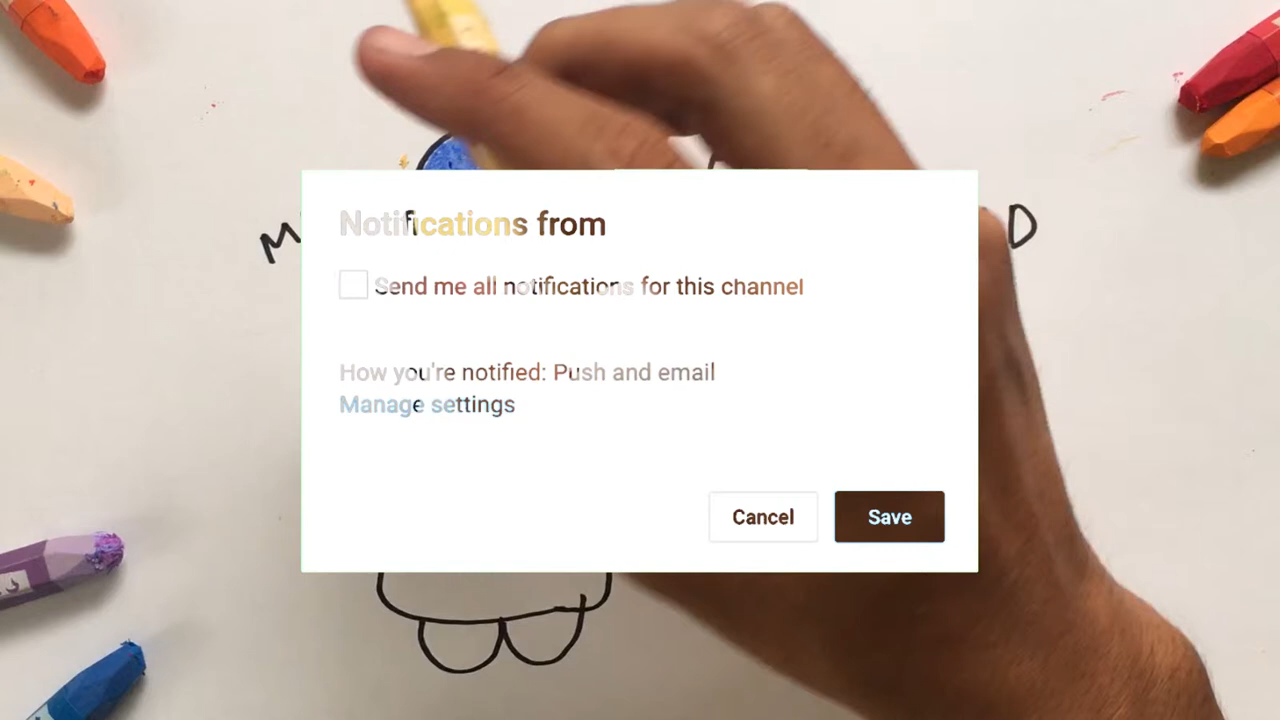 M
D
Notifications from
Send me all notifications for this channel
How you're notified: Push and email
Manage settings
Cancel
Save